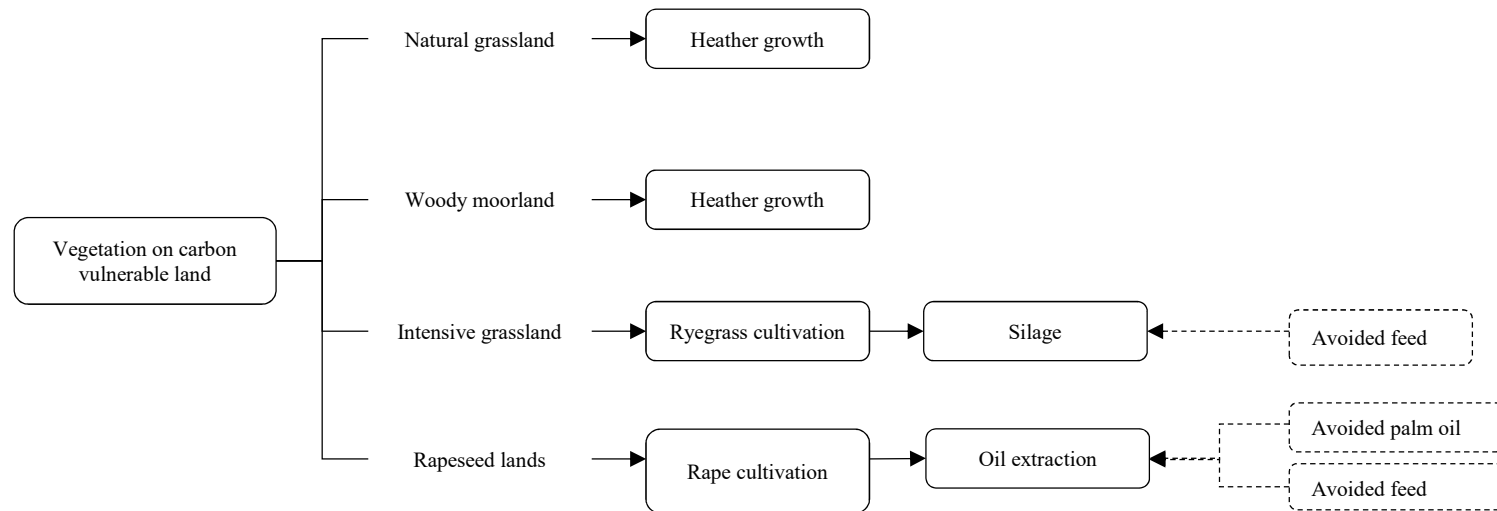 Natural grassland
Heather growth
Woody moorland
Heather growth
Vegetation on carbon
vulnerable land
Intensive grassland
Ryegrass cultivation
Silage
Avoided feed
Rapeseed lands
Rape cultivation
Oil extraction
Avoided palm oil
Avoided feed